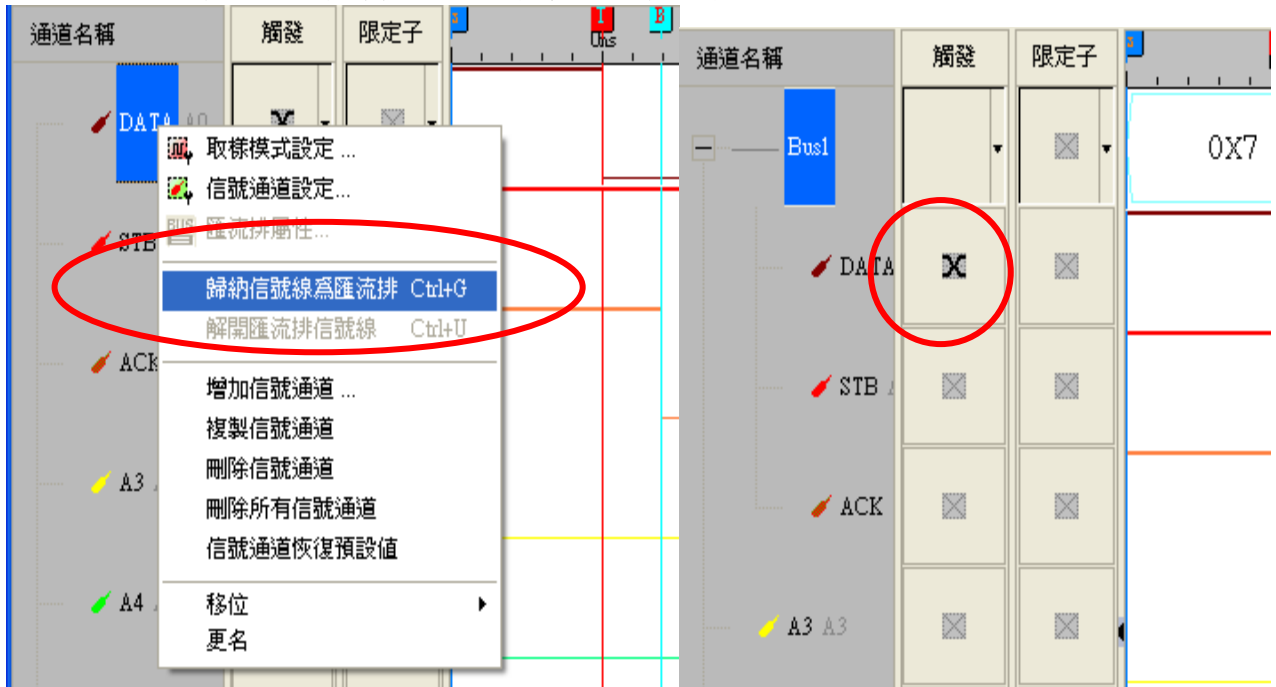 通道名稱
觸發
限定子
T
B
0hs
DATA A0
取樣模式設定 ...
信號通道設定...
BUS 匯流排屬性...
STB
歸納信號線爲匯流排 Ctrl+G
解開匯流排信號線 Ctrl+U
ACK
增加信號通道 ...
複製信號通道
A3
刪除信號通道
刪除所有信號通道
信號通道恢復預設值
A4
移位
更名
通道名稱
觸發
限定子
Bus1
0X7
DATA
STB
ACK
A3 A3